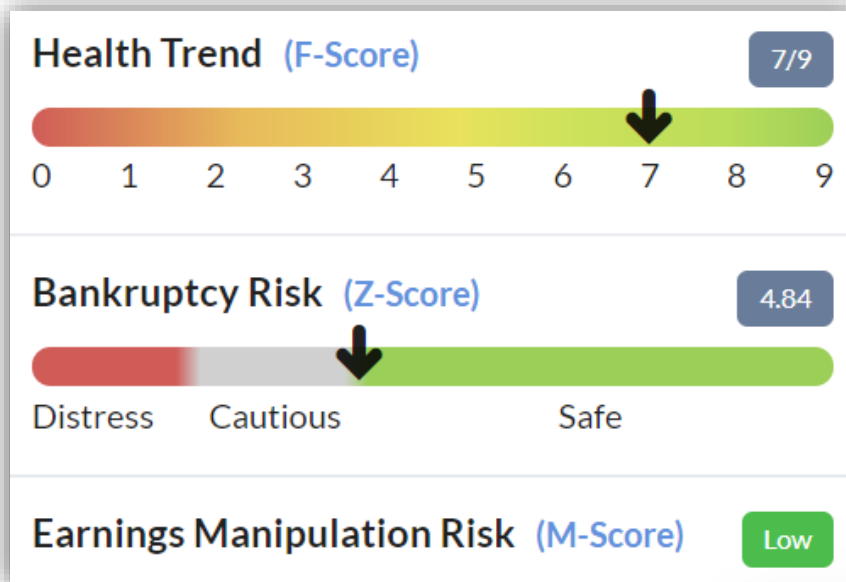 Health Trend (F-Score) 7/9
0 1 2 3 4 5 6 7 8 9
Bankruptcy Risk (Z-Score) 4.84
Distress Cautious Safe
Earnings Manipulation Risk (M-Score) Low